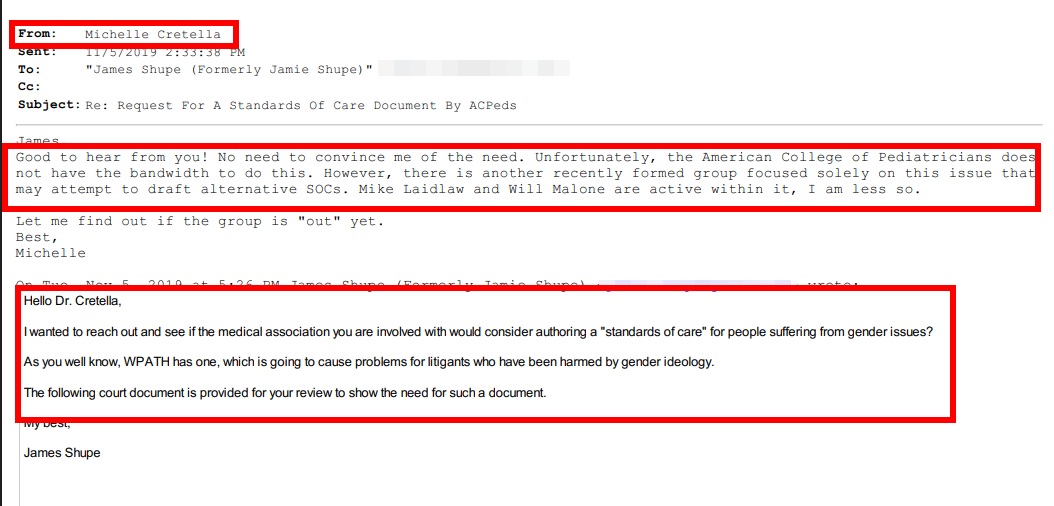 From: Michelle Cretella
Sent: 11/5/2019 2:33:38 PM
To: "James Shupe (Formerly Jamie Shupe)"
Cc:
Subject: Re: Request For A Standards Of Care Document By ACPeds
James
Good to hear from you! No need to convince me of the need. Unfortunately, the American College of Pediatricians does
not have the bandwidth to do this. However, there is another recently formed group focused solely on this issue that
may attempt to draft alternative SOCs. Mike Laidlaw and Will Malone are active within it, I am less so.
Let me find out if the group is "out" yet.
Best,
Michelle
On Tue, Nov 5, 2019 at 5:26 PM James Shupe (Formerly Jamie Shupe) wrote:
Hello Dr. Cretella,
I wanted to reach out and see if the medical association you are involved with would consider authoring a "standards of care" for people suffering from gender issues?
As you well know, WPATH has one, which is going to cause problems for litigants who have been harmed by gender ideology.
The following court document is provided for your review to show the need for such a document.
My best,
James Shupe